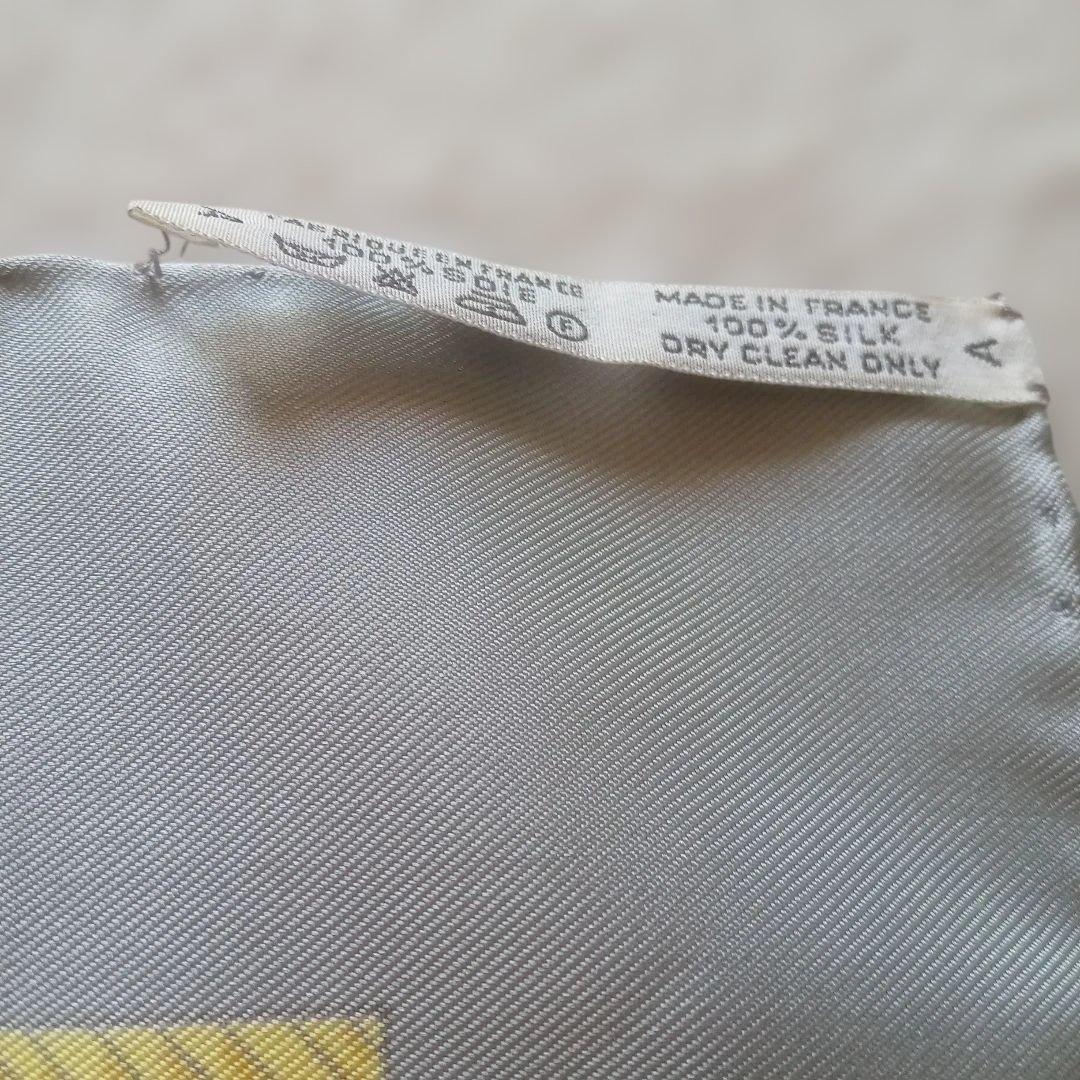 A
FABRIQUE EN FRANCE
100% SOIE
F
MADE IN FRANCE
100% SILK
DRY CLEAN ONLY
A